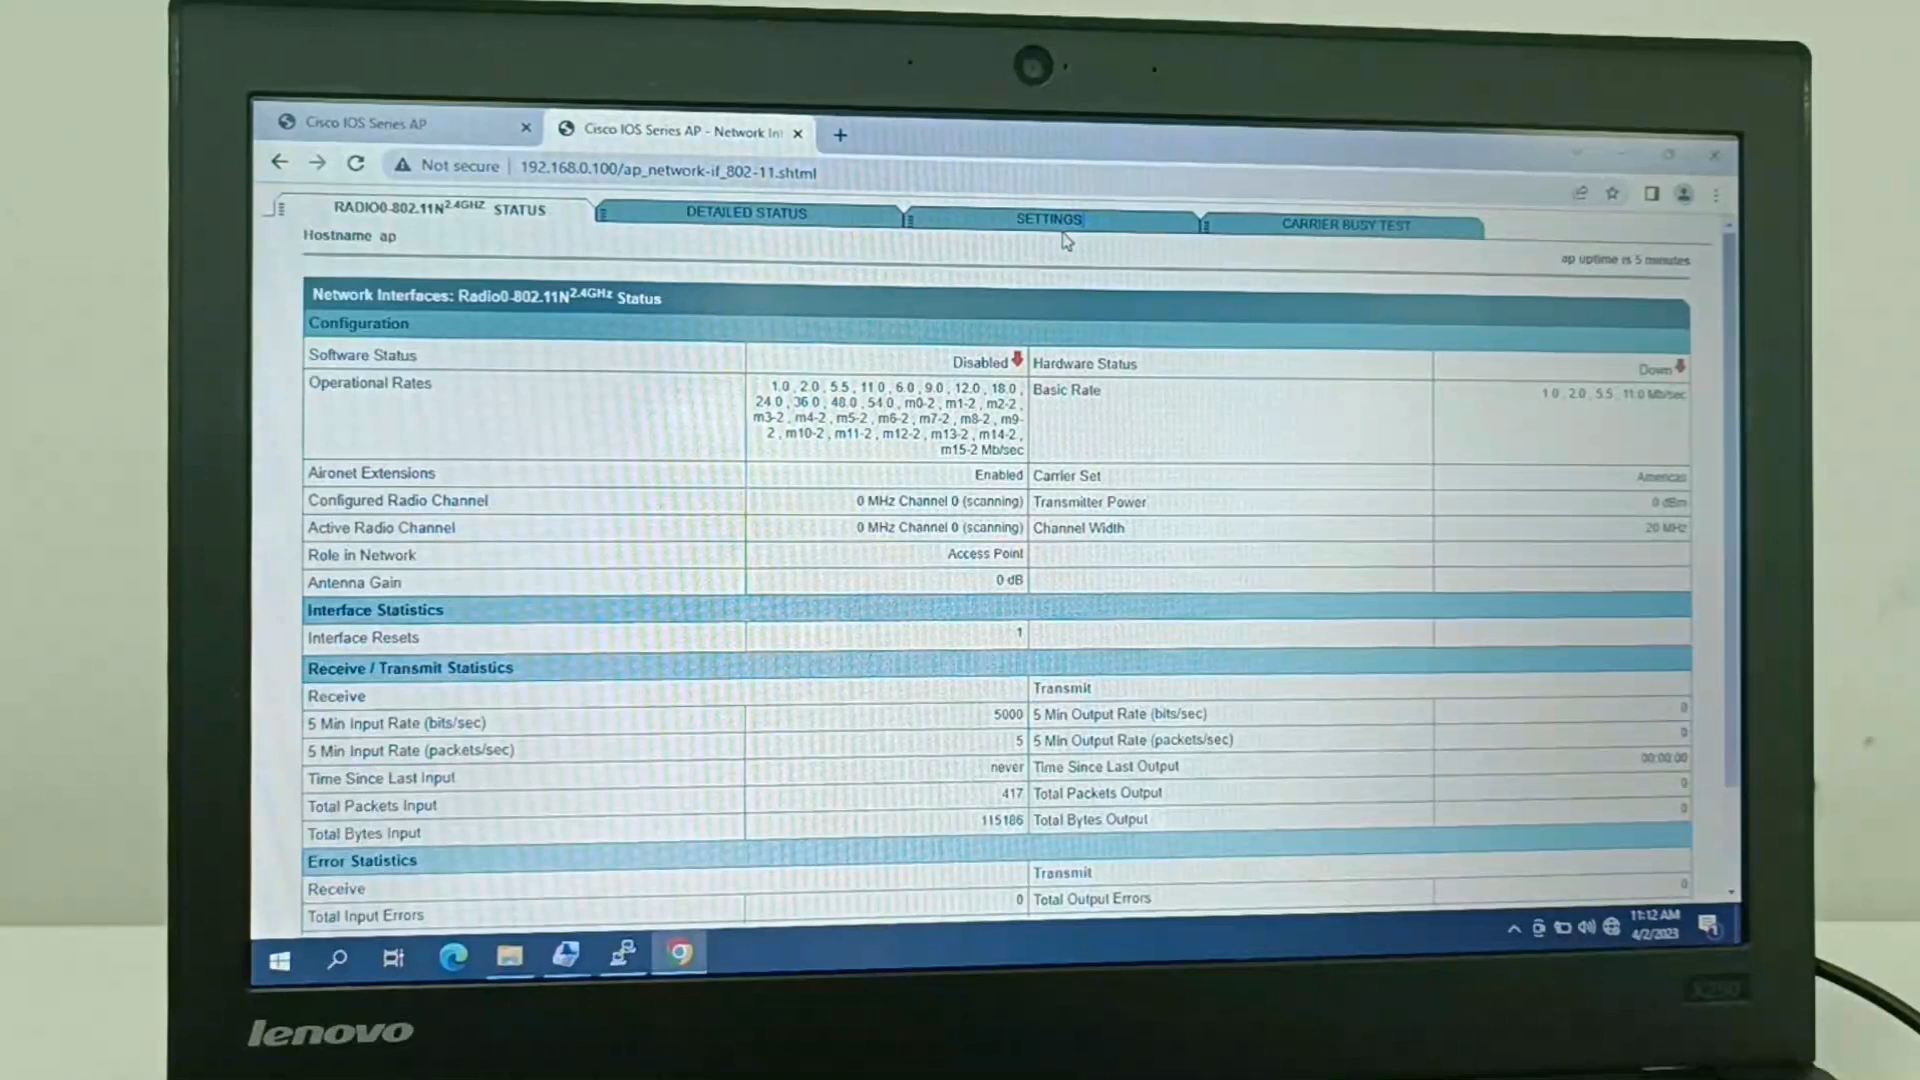 Cisco IOS Series AP
Cisco IOS Series AP - Network Int
Not secure | 192.168.0.100/ap_network-if_802-11.shtml
RADIO0-802.11N2.4GHZ STATUS
DETAILED STATUS
SETTINGS
CARRIER BUSY TEST
Hostname ap
ap uptime is 5 minutes
Network Interfaces: Radio0-802.11N2.4GHz Status
Configuration
Software Status Disabled Hardware Status Down
Operational Rates 1.0 , 2.0 , 5.5 , 11.0 , 6.0 , 9.0 , 12.0 , 18.0 , Basic Rate 1.0 , 2.0 , 5.5 , 11.0 Mb/sec
24.0 , 36.0 , 48.0 , 54.0 , m0-2 , m1-2 , m2-2 ,
m3-2 , m4-2 , m5-2 , m6-2 , m7-2 , m8-2 , m9-
2 , m10-2 , m11-2 , m12-2 , m13-2 , m14-2 ,
m15-2 Mb/sec
Aironet Extensions Enabled Carrier Set Americas
Configured Radio Channel 0 MHz Channel 0 (scanning) Transmitter Power 0 dBm
Active Radio Channel 0 MHz Channel 0 (scanning) Channel Width 20 MHz
Role in Network Access Point
Antenna Gain 0 dB
Interface Statistics
Interface Resets 1
Receive / Transmit Statistics
Receive Transmit
5 Min Input Rate (bits/sec) 5000 5 Min Output Rate (bits/sec) 0
5 Min Input Rate (packets/sec) 5 5 Min Output Rate (packets/sec) 0
Time Since Last Input never Time Since Last Output 00:00:00
Total Packets Input 417 Total Packets Output 0
Total Bytes Input 115186 Total Bytes Output 0
Error Statistics
Receive Transmit
Total Input Errors 0 Total Output Errors 0
11:12 AM
4/2/2023
X250
lenovo